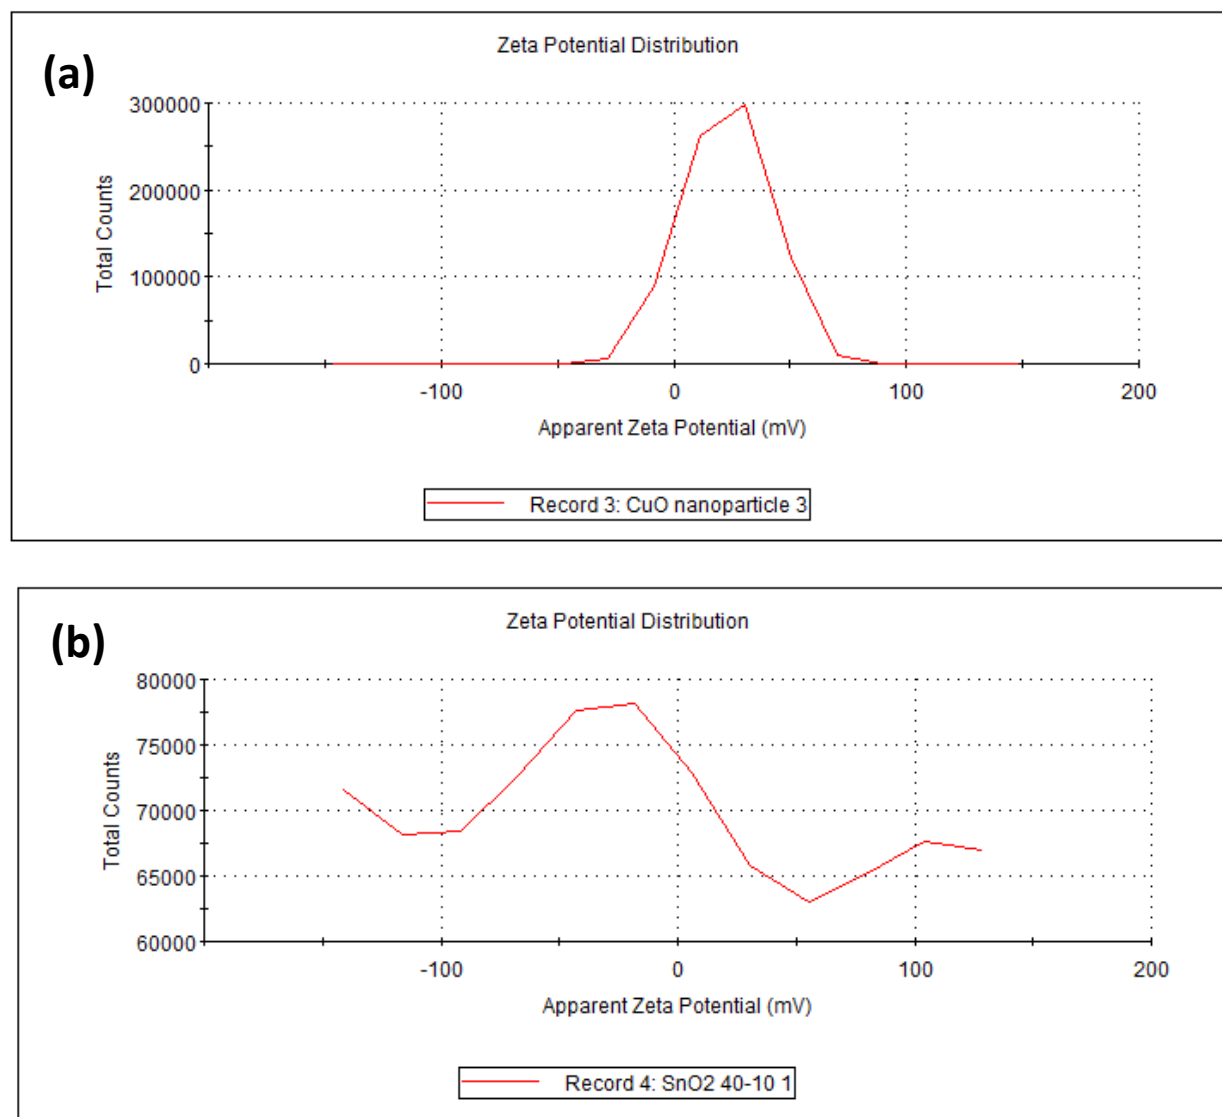 Zeta Potential Distribution
(a)
300000
200000
100000
0
Total Counts
-100 0 100 200
Apparent Zeta Potential (mV)
Record 3: CuO nanoparticle 3
Zeta Potential Distribution
(b)
80000
75000
70000
65000
60000
Total Counts
-100 0 100 200
Apparent Zeta Potential (mV)
Record 4: SnO2 40-10 1